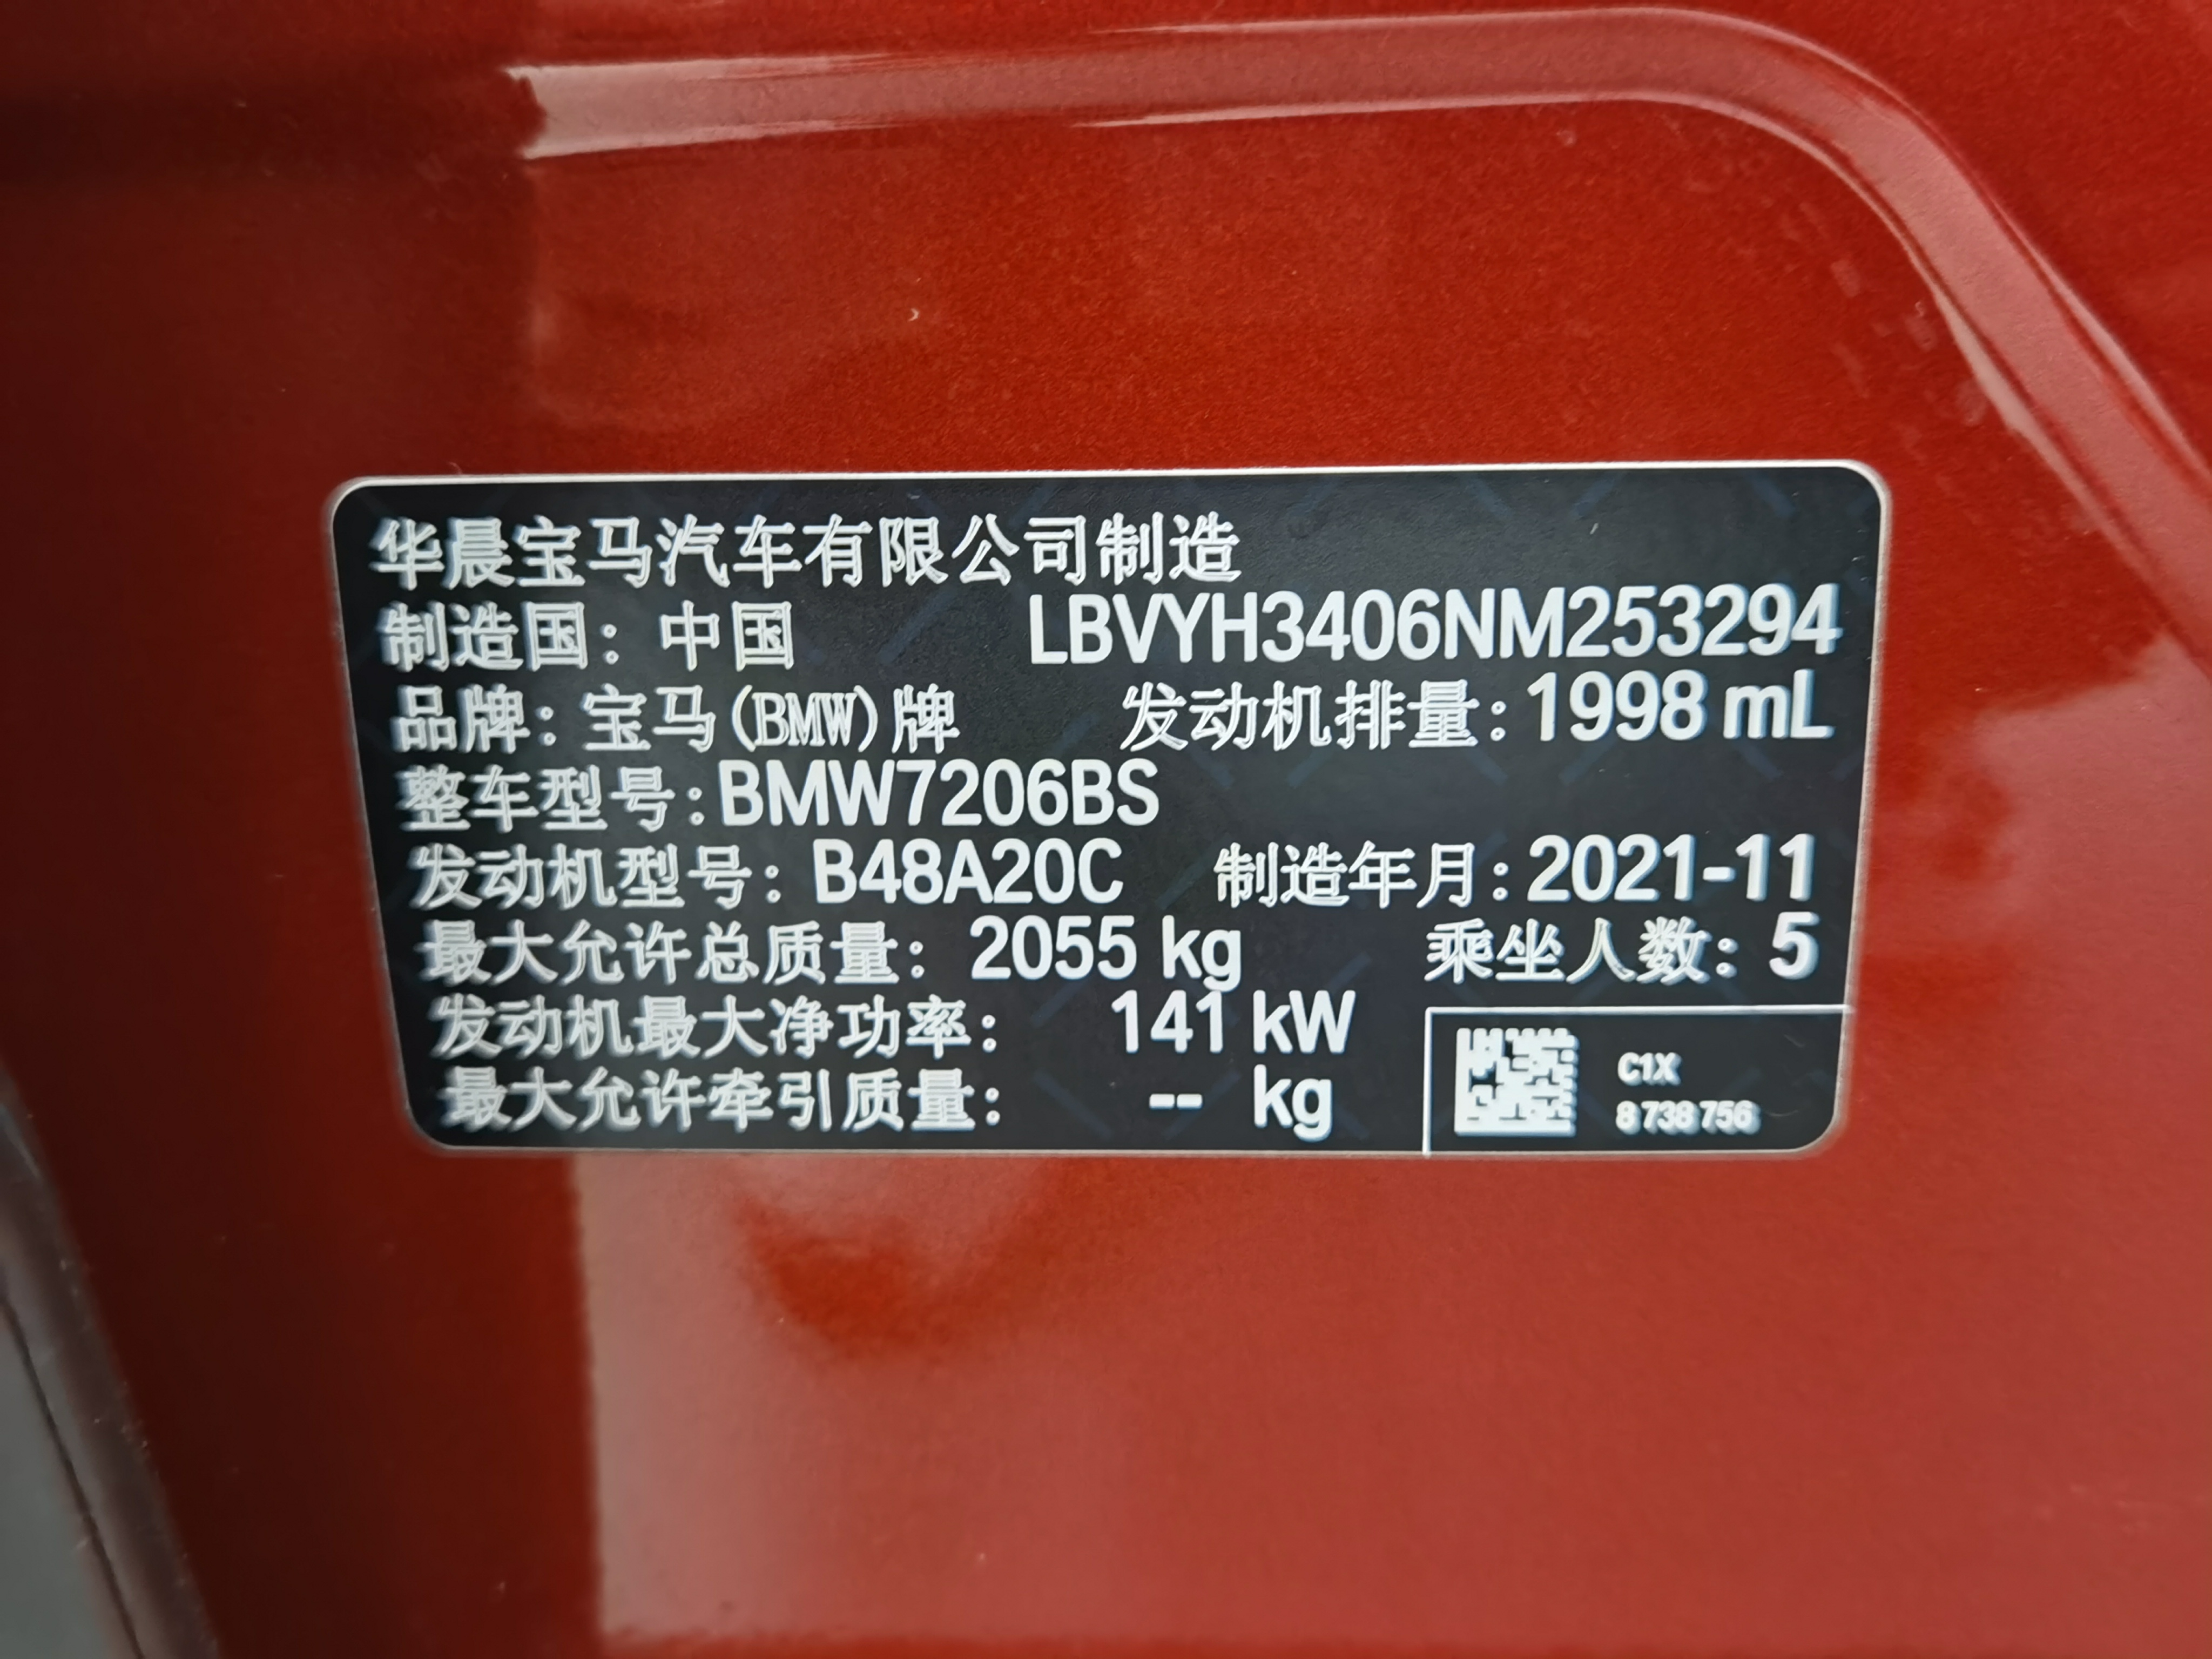 华晨宝马汽车有限公司制造
制造国：中国 LBVYH3406NM253294
品牌：宝马(BMW)牌 发动机排量：1998 mL
整车型号：BMW7206BS
发动机型号：B48A20C 制造年月：2021-11
最大允许总质量：2055 kg 乘坐人数：5
发动机最大净功率：141 kW
最大允许牵引质量：-- kg
C1X
8738756